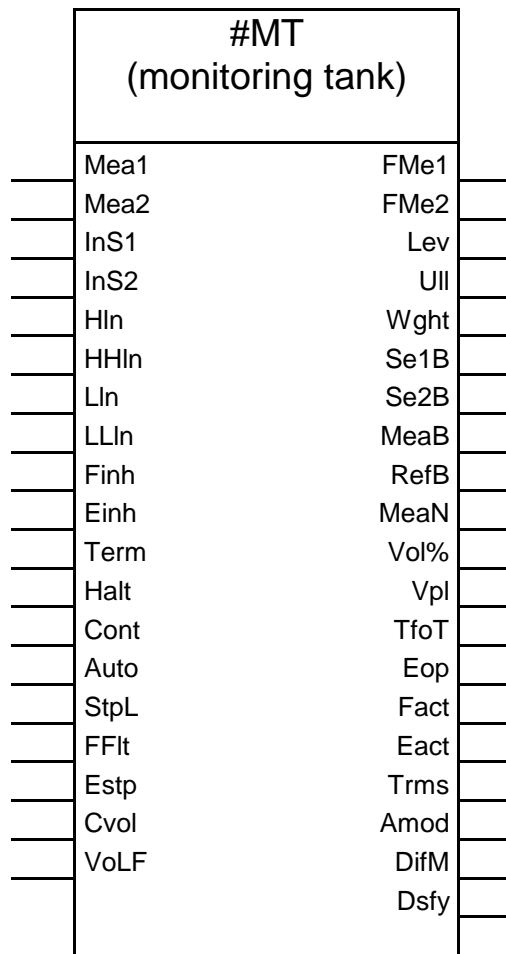 #MT
(monitoring tank)
Mea1 FMe1
Mea2 FMe2
InS1 Lev
InS2 Ull
HIn Wght
HHIn Se1B
LIn Se2B
LLIn MeaB
Finh RefB
Einh MeaN
Term Vol%
Halt Vpl
Cont TfoT
Auto Eop
StpL Fact
FFlt Eact
Estp Trms
Cvol Amod
VoLF DifM
Dsfy